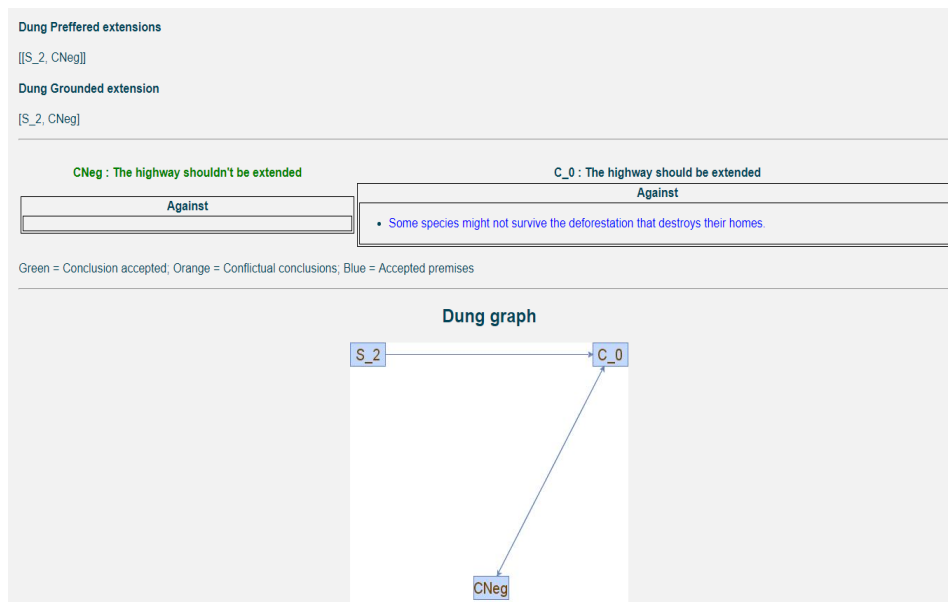 Dung Preffered extensions
[[S_2, CNeg]]
Dung Grounded extension
[S_2, CNeg]
CNeg : The highway shouldn't be extended
C_0 : The highway should be extended
Against
Against
• Some species might not survive the deforestation that destroys their homes.
Green = Conclusion accepted; Orange = Conflictual conclusions; Blue = Accepted premises
Dung graph
S_2
C_0
CNeg